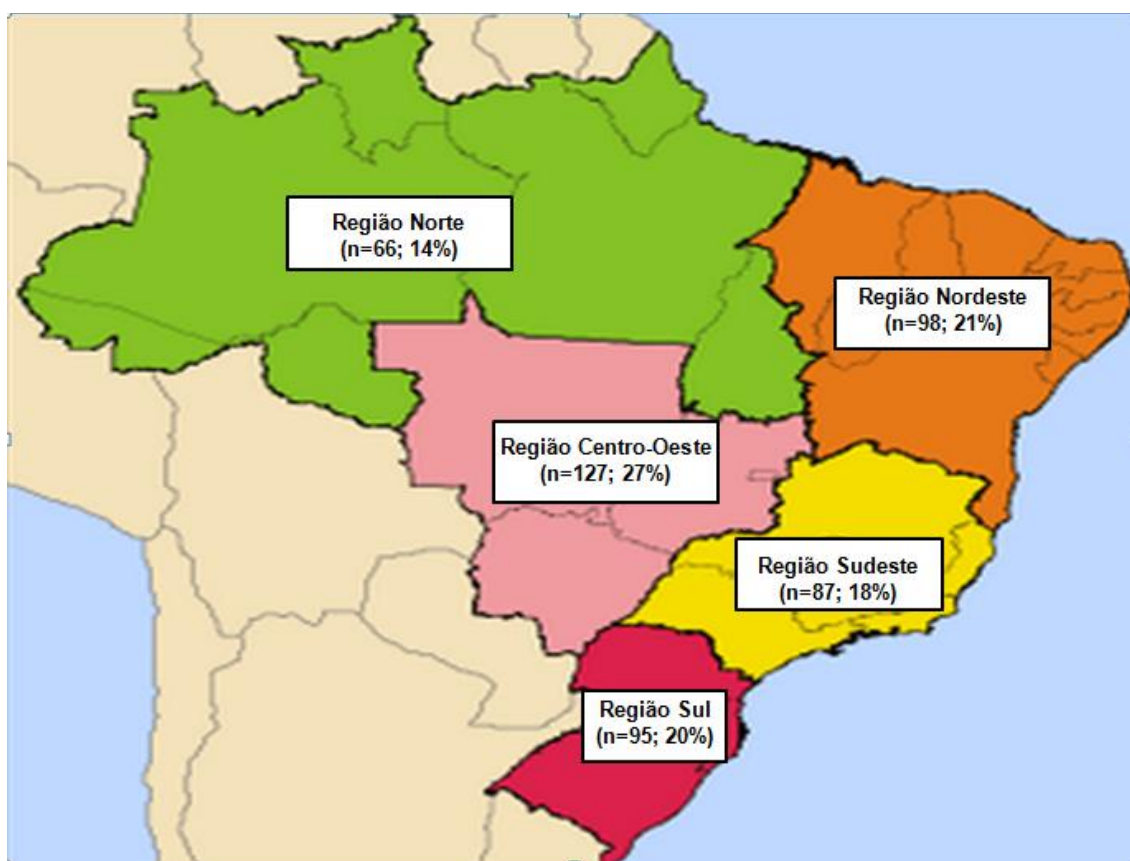 Região Norte
(n=66; 14%)
Região Nordeste
(n=98; 21%)
Região Centro-Oeste
(n=127; 27%)
Região Sudeste
(n=87; 18%)
Região Sul
(n=95; 20%)